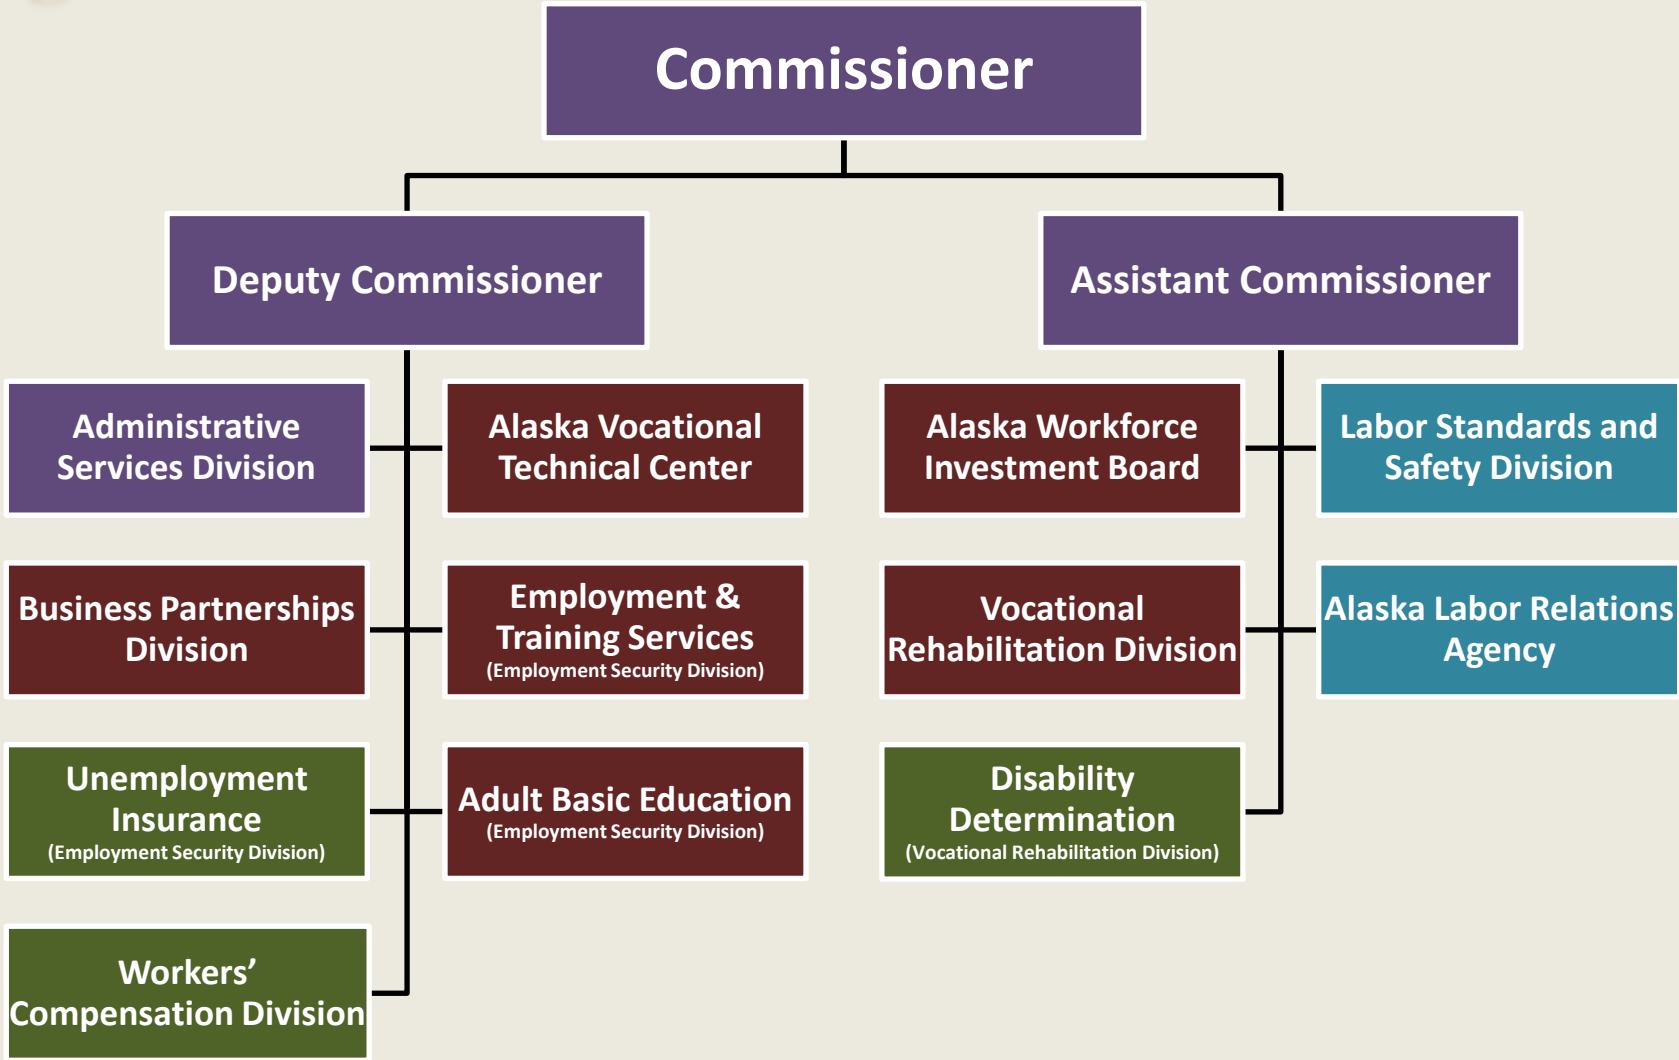 Commissioner
Deputy Commissioner
Assistant Commissioner
Administrative
Services Division
Alaska Vocational
Technical Center
Alaska Workforce
Investment Board
Labor Standards and
Safety Division
Business Partnerships
Division
Employment &
Training Services
(Employment Security Division)
Vocational
Rehabilitation Division
Alaska Labor Relations
Agency
Unemployment
Insurance
(Employment Security Division)
Adult Basic Education
(Employment Security Division)
Disability
Determination
(Vocational Rehabilitation Division)
Workers’
Compensation Division